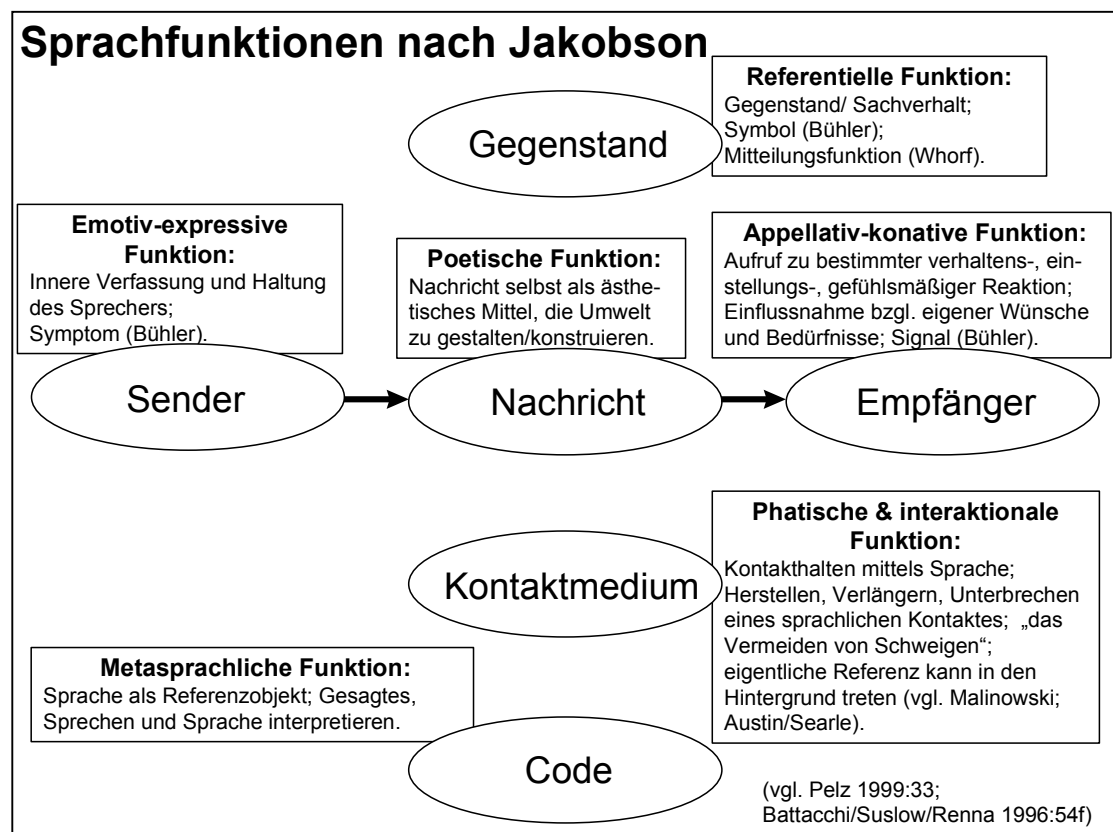 Sprachfunktionen nach Jakobson
Referentielle Funktion:
Gegenstand/ Sachverhalt;
Symbol (Bühler);
Mitteilungsfunktion (Whorf).
Gegenstand
Emotiv-expressive
Funktion:
Innere Verfassung und Haltung
des Sprechers;
Symptom (Bühler).
Poetische Funktion:
Nachricht selbst als ästhe-
tisches Mittel, die Umwelt
zu gestalten/konstruieren.
Appellativ-konative Funktion:
Aufruf zu bestimmter verhaltens-, ein-
stellungs-, gefühlsmäßiger Reaktion;
Einflussnahme bzgl. eigener Wünsche
und Bedürfnisse; Signal (Bühler).
Sender
Nachricht
Empfänger
Phatische & interaktionale
Funktion:
Kontakthalten mittels Sprache;
Herstellen, Verlängern, Unterbrechen
eines sprachlichen Kontaktes; „das
Vermeiden von Schweigen“;
eigentliche Referenz kann in den
Hintergrund treten (vgl. Malinowski;
Austin/Searle).
Kontaktmedium
Metasprachliche Funktion:
Sprache als Referenzobjekt; Gesagtes,
Sprechen und Sprache interpretieren.
Code
(vgl. Pelz 1999:33;
Battacchi/Suslow/Renna 1996:54f)